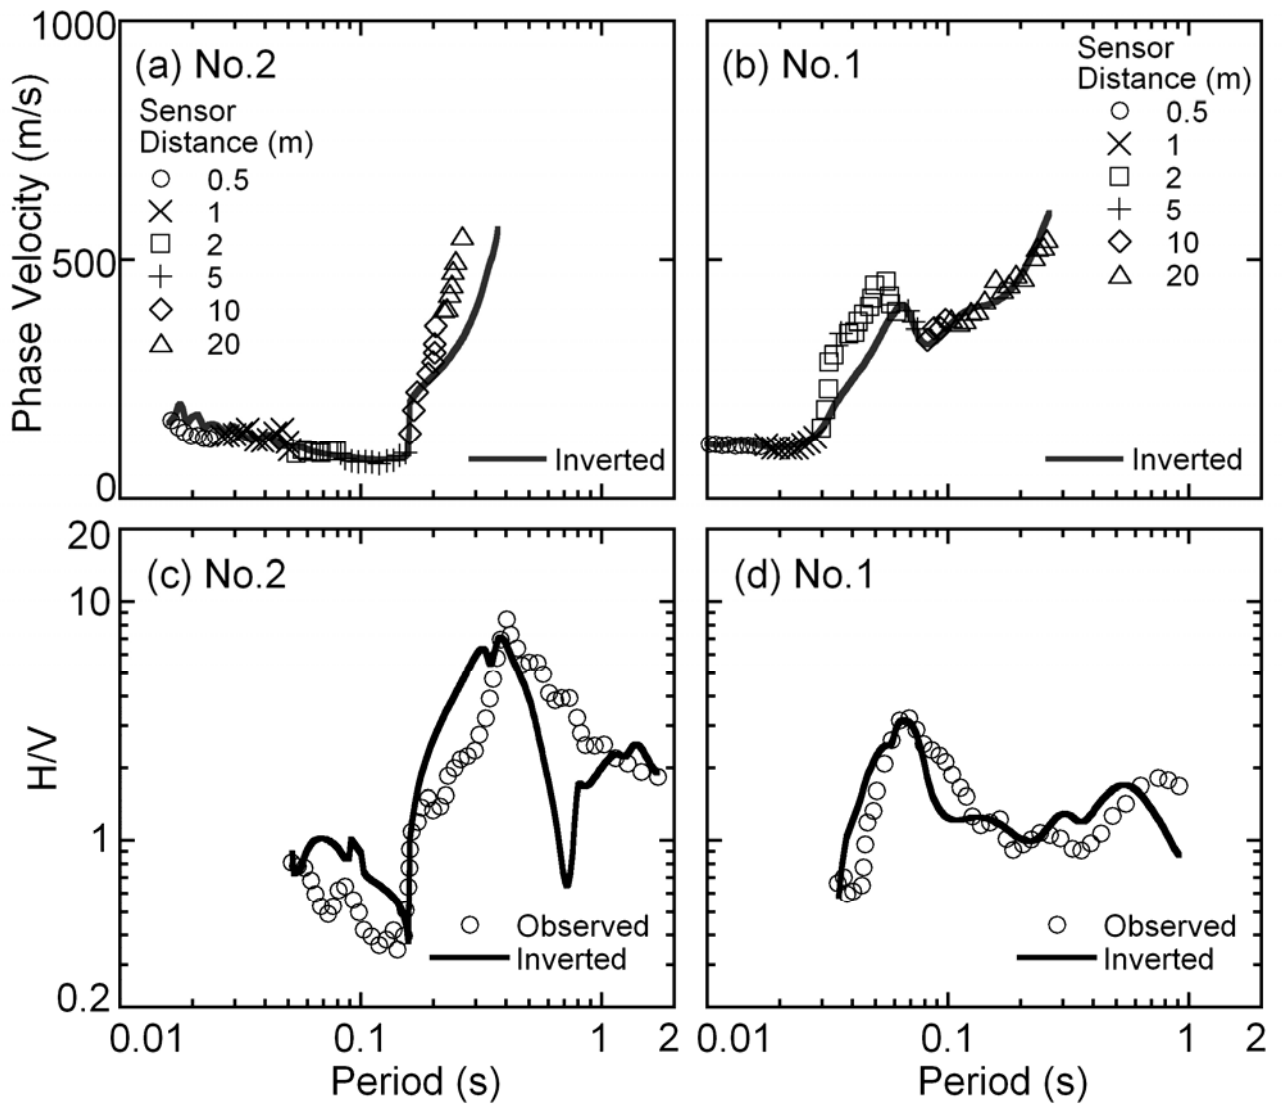 (a) No.2
Sensor
Distance (m)
0.5
1
2
5
10
20
Inverted
1000
500
0
Phase Velocity (m/s)
(b) No.1
Sensor
Distance (m)
0.5
1
2
5
10
20
Inverted
(c) No.2
Observed
Inverted
20
10
1
0.2
H/V
0.01
0.1
1
2
Period (s)
(d) No.1
Observed
Inverted
0.01
0.1
1
2
Period (s)